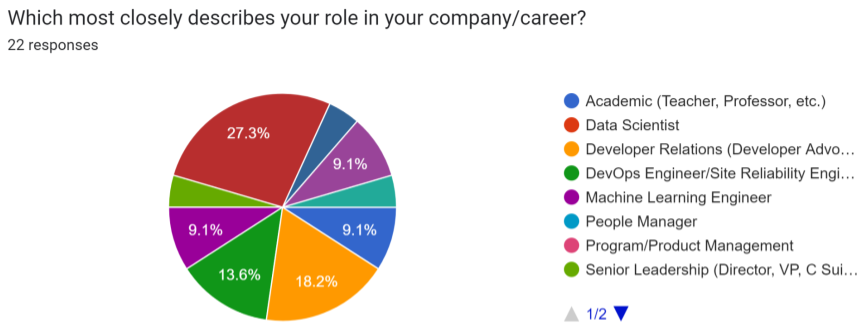 Which most closely describes your role in your company/career?
22 responses
27.3%
9.1%
9.1%
9.1%
13.6%
18.2%
Academic (Teacher, Professor, etc.)
Data Scientist
Developer Relations (Developer Advo…
DevOps Engineer/Site Reliability Engi…
Machine Learning Engineer
People Manager
Program/Product Management
Senior Leadership (Director, VP, C Sui…
1/2